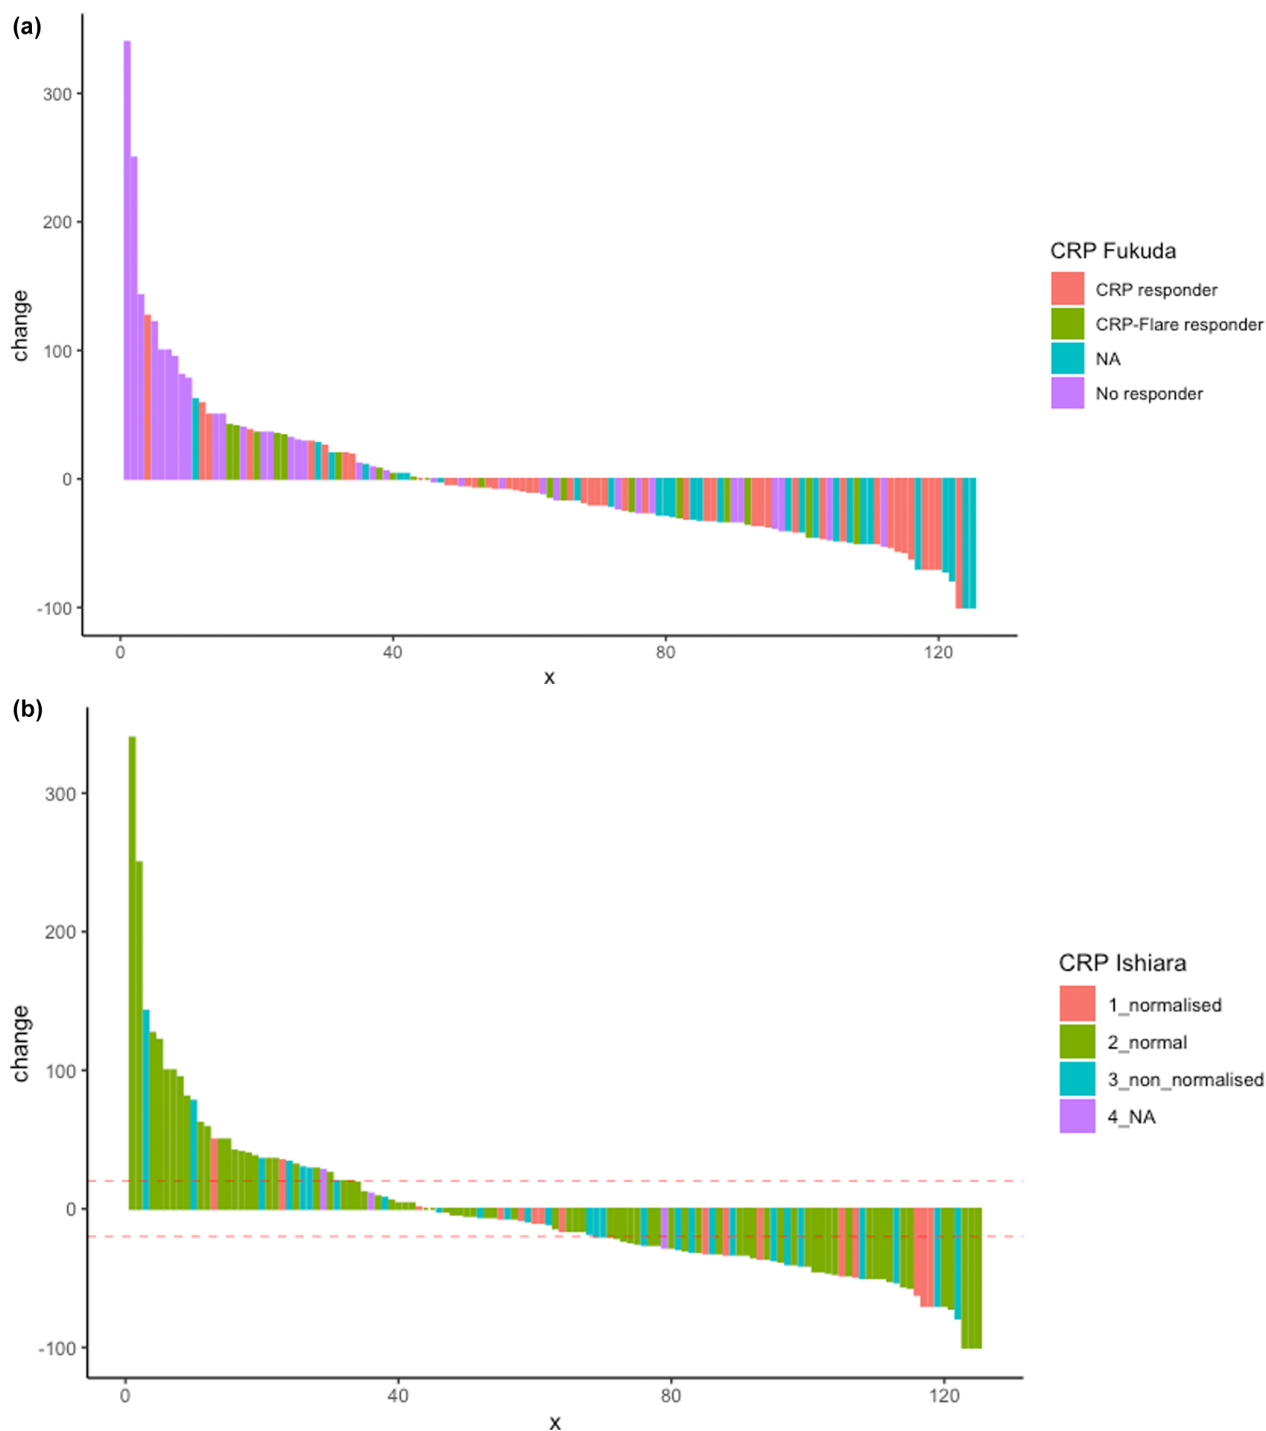 (a)
300
200
100
0
-100
change
0 40 80 120
x
CRP Fukuda
CRP responder
CRP-Flare responder
NA
No responder
(b)
300
200
100
0
-100
change
0 40 80 120
x
CRP Ishiara
1_normalised
2_normal
3_non_normalised
4_NA